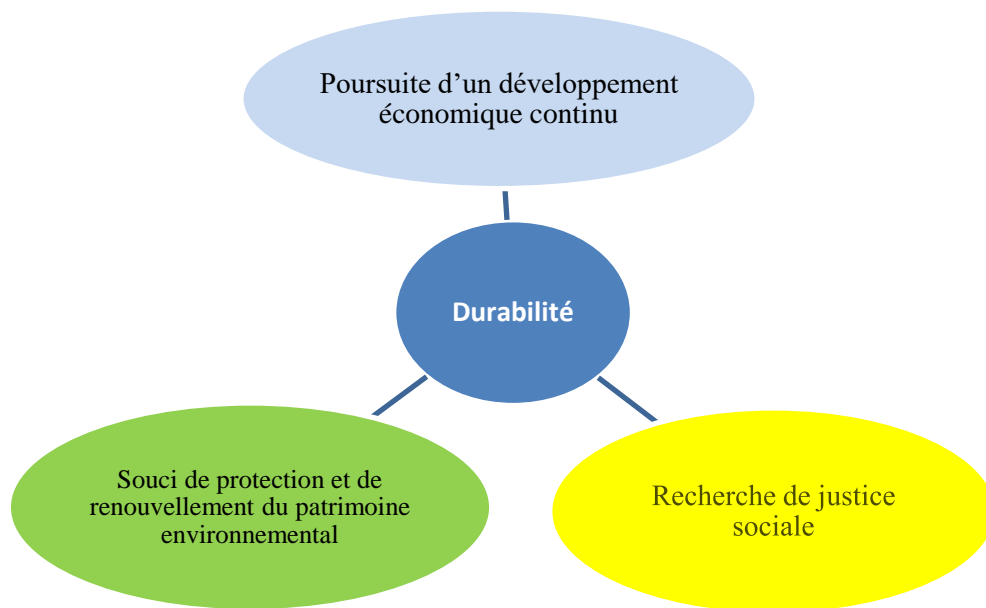 Poursuite d’un développement
économique continu
Durabilité
Souci de protection et de
renouvellement du patrimoine
environnemental
Recherche de justice
sociale